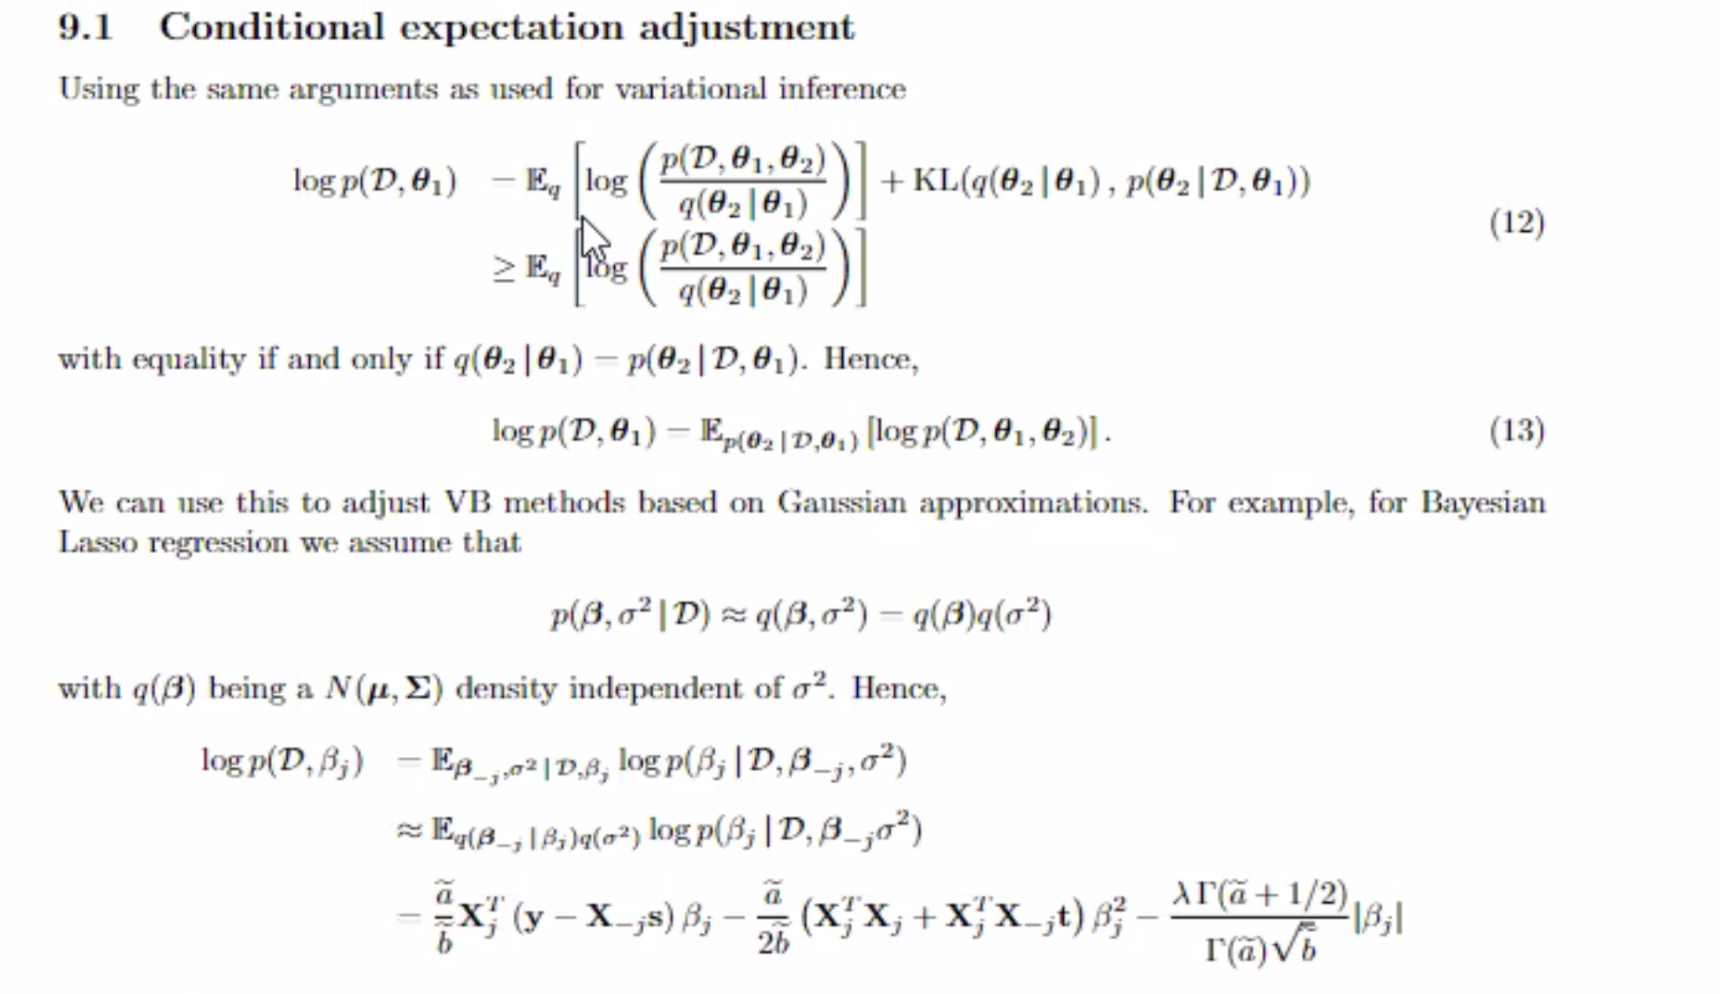 9.1 Conditional expectation adjustment
Using the same arguments as used for variational inference
log p(𝒟, θ₁) = 𝔼_q [log (p(𝒟, θ₁, θ₂) / q(θ₂ | θ₁))] + KL(q(θ₂ | θ₁), p(θ₂ | 𝒟, θ₁))
≥ 𝔼_q [log (p(𝒟, θ₁, θ₂) / q(θ₂ | θ₁))]
(12)
with equality if and only if q(θ₂ | θ₁) = p(θ₂ | 𝒟, θ₁). Hence,
log p(𝒟, θ₁) = 𝔼_{p(θ₂ | 𝒟, θ₁)} [log p(𝒟, θ₁, θ₂)]. (13)
We can use this to adjust VB methods based on Gaussian approximations. For example, for Bayesian
Lasso regression we assume that
p(β, σ² | 𝒟) ≈ q(β, σ²) = q(β)q(σ²)
with q(β) being a N(μ, Σ) density independent of σ². Hence,
log p(𝒟, β_j) = 𝔼_{β_{−j}, σ² | 𝒟, β_j} log p(β_j | 𝒟, β_{−j}, σ²)
≈ 𝔼_{q(β_{−j} | β_j)q(σ²)} log p(β_j | 𝒟, β_{−j}σ²)
= (ã/b̃) X_j^T (y − X_{−j}s) β_j − (ã/2b̃) (X_j^T X_j + X_j^T X_{−j}t) β_j² − (λΓ(ã + 1/2) / Γ(ã)√b̃) |β_j|